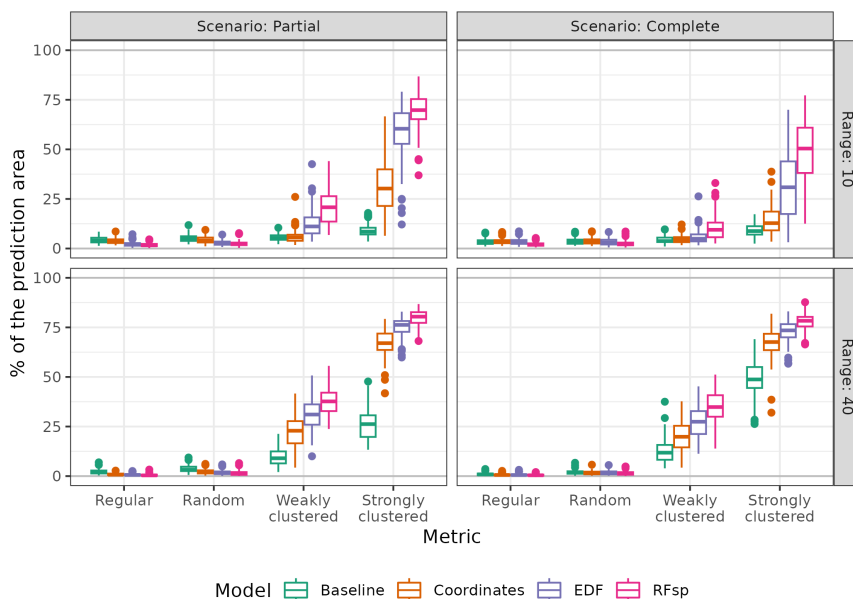 Scenario: Partial
Scenario: Complete
% of the prediction area
100
75
50
25
0
Range: 10
100
75
50
25
0
Range: 40
Regular
Random
Weakly
clustered
Strongly
clustered
Regular
Random
Weakly
clustered
Strongly
clustered
Metric
Model
Baseline
Coordinates
EDF
RFsp